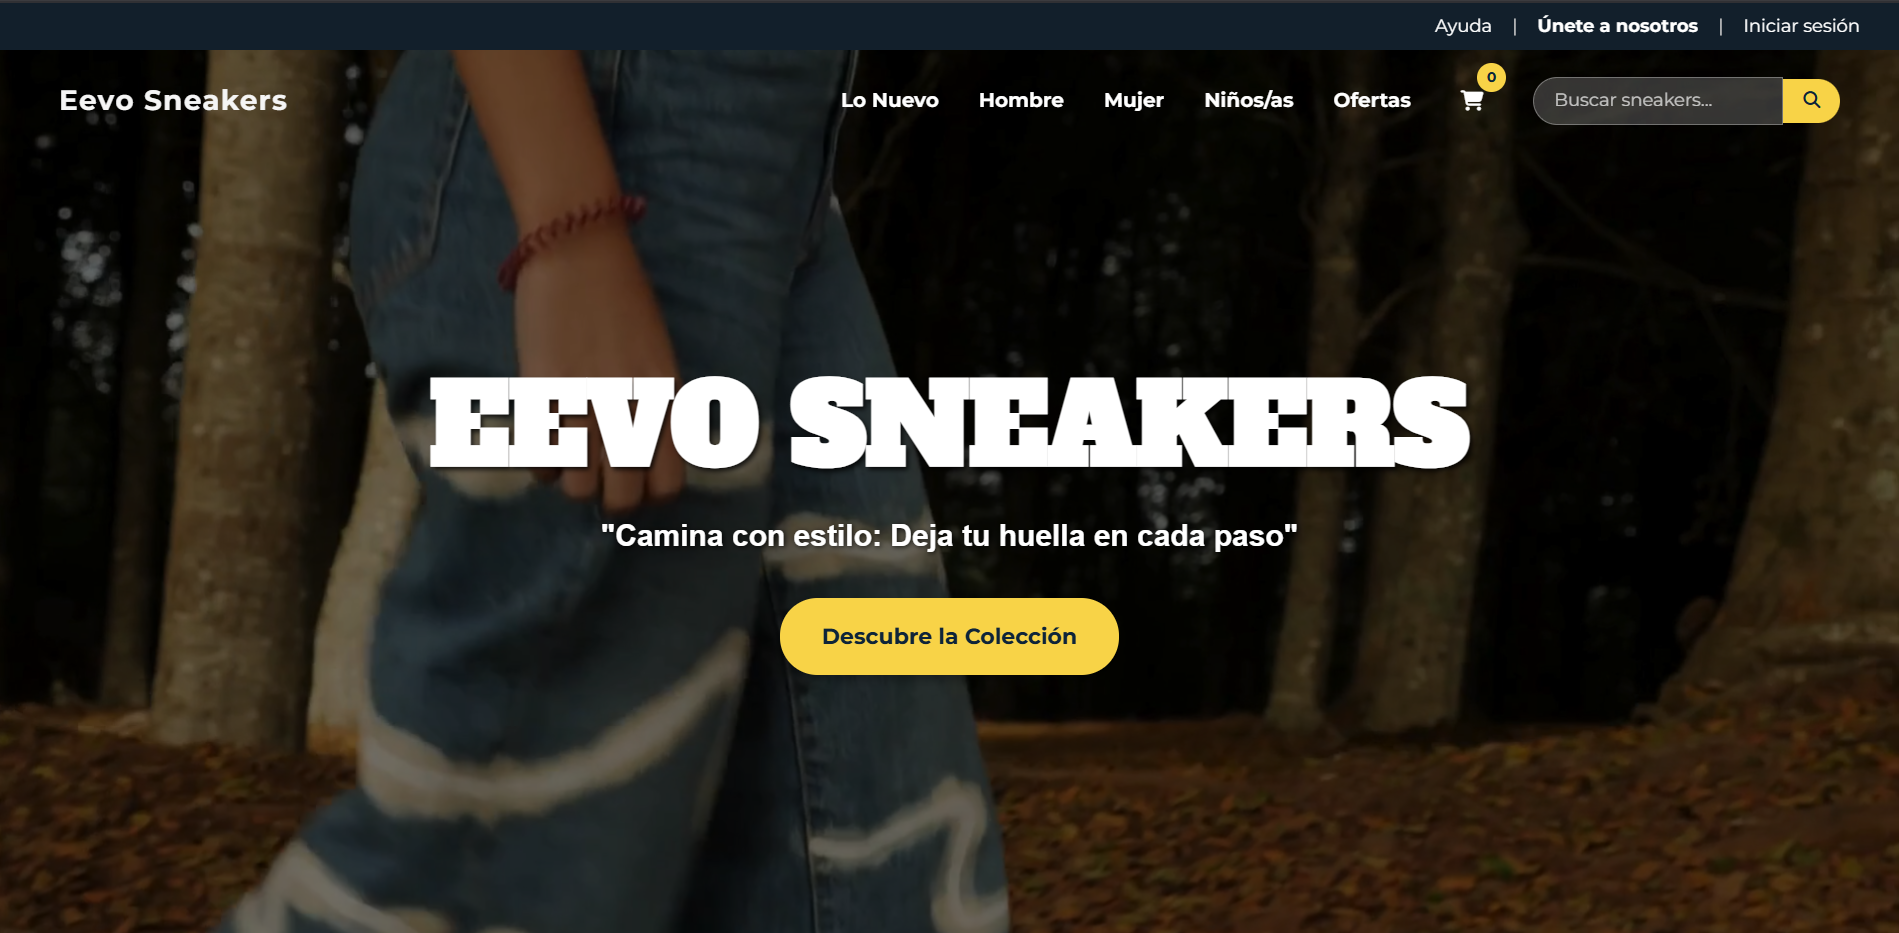 Ayuda | Únete a nosotros | Iniciar sesión
Eevo Sneakers
Lo Nuevo Hombre Mujer Niños/as Ofertas 0 Buscar sneakers...
EEVO SNEAKERS
"Camina con estilo: Deja tu huella en cada paso"
Descubre la Colección